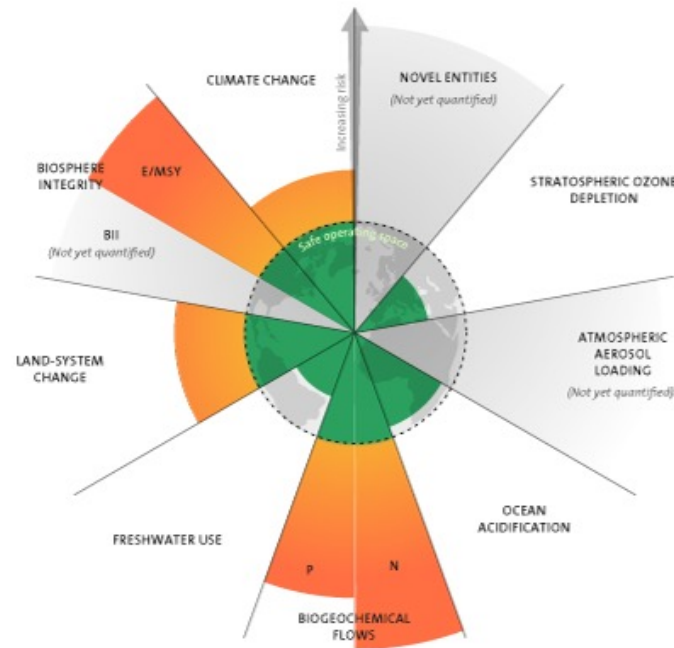 CLIMATE CHANGE
Increasing risk
NOVEL ENTITIES
(Not yet quantified)
BIOSPHERE
INTEGRITY
E/MSY
BII
(Not yet quantified)
STRATOSPHERIC OZONE
DEPLETION
Safe operating space
LAND-SYSTEM
CHANGE
ATMOSPHERIC
AEROSOL
LOADING
(Not yet quantified)
OCEAN
ACIDIFICATION
FRESHWATER USE
P
N
BIOGEOCHEMICAL
FLOWS